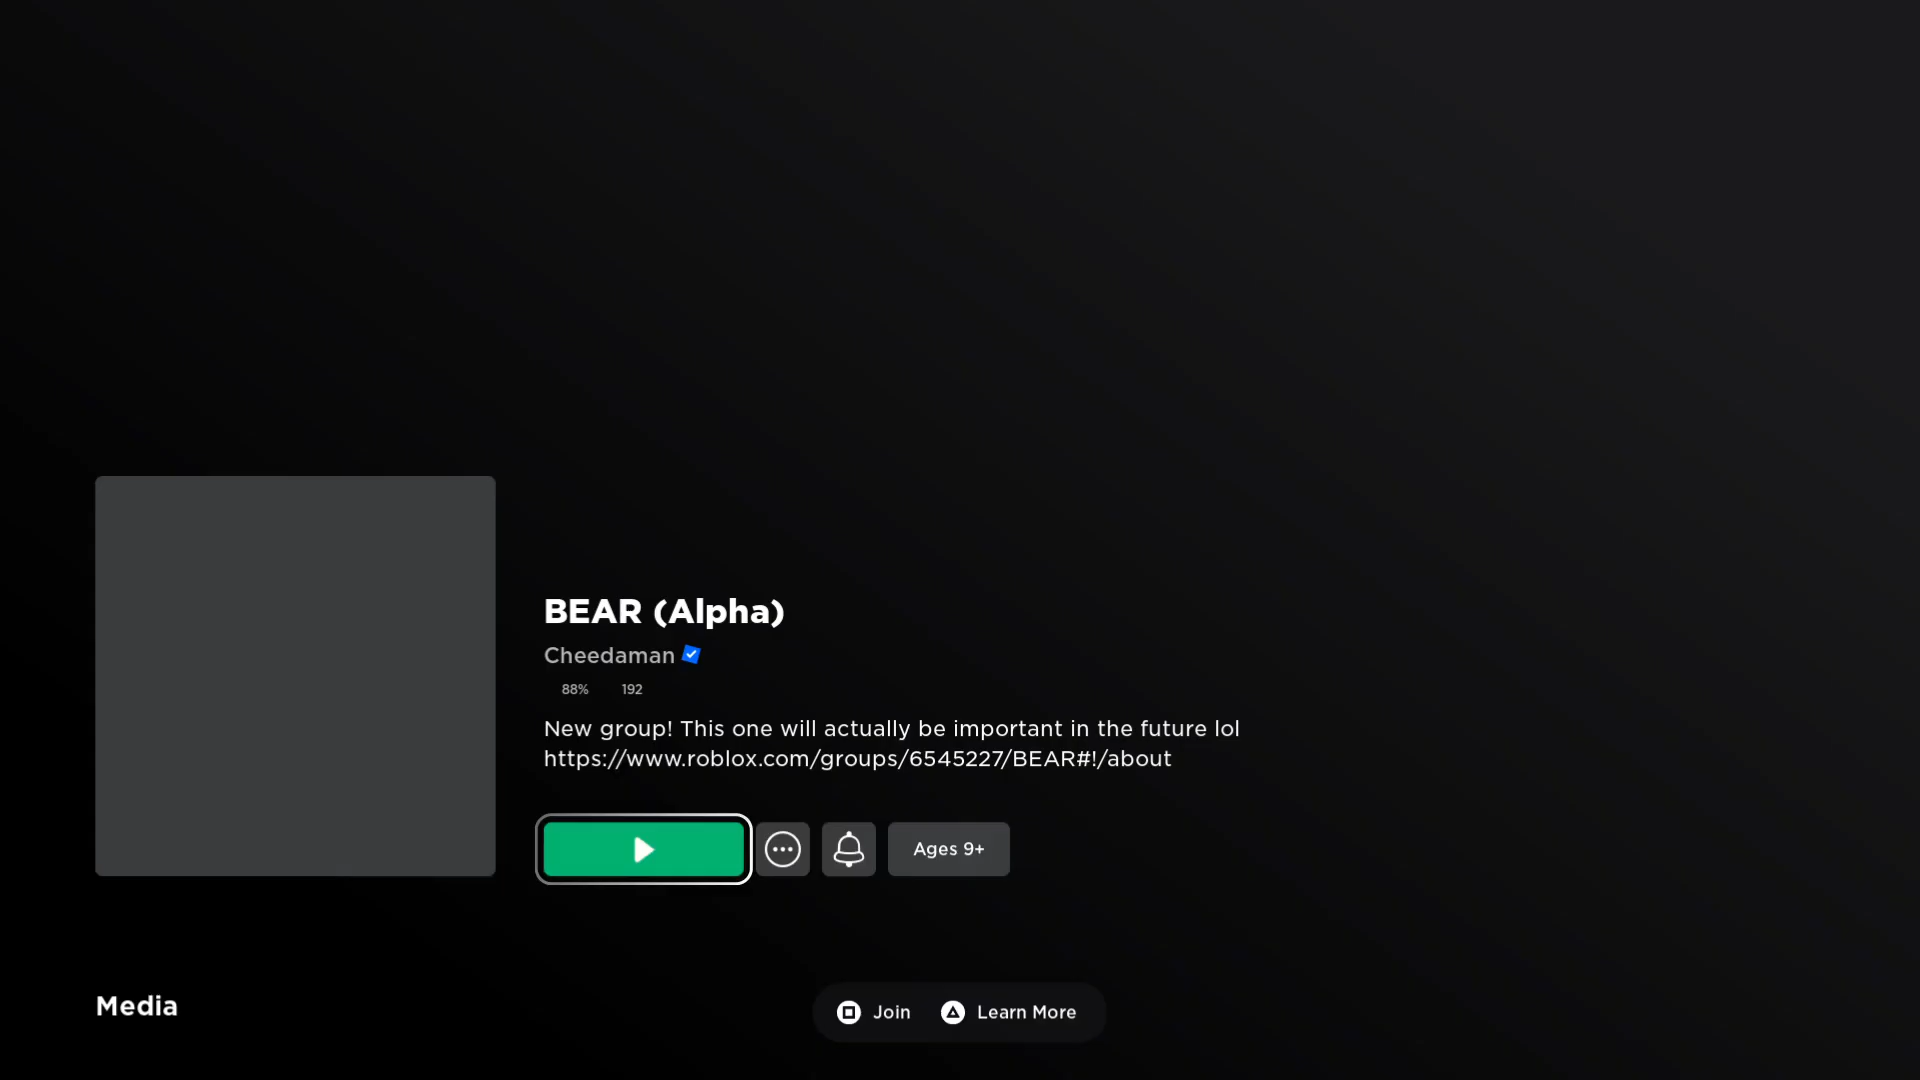 BEAR (Alpha)
Cheedaman
88% 192
New group! This one will actually be important in the future lol
https://www.roblox.com/groups/6545227/BEAR#!/about
Ages 9+
Media
Join Learn More